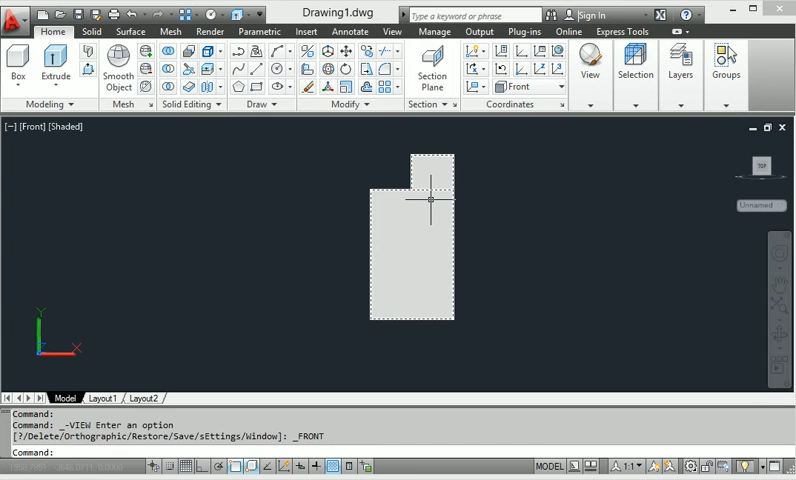 Drawing1.dwg
Type a keyword or phrase
Sign In
Home Solid Surface Mesh Render Parametric Insert Annotate View Manage Output Plug-ins Online Express Tools
Box
Extrude
Smooth Object
Section Plane
Front
View
Selection
Layers
Groups
Modeling Mesh Solid Editing Draw Modify Section Coordinates
[−] [Front] [Shaded]
TOP
Unnamed
Y
Z
X
Model Layout1 Layout2
Command:
Command: _-VIEW Enter an option
[?/Delete/Orthographic/Restore/Save/sEttings/Window]: _FRONT
Command:
MODEL 1:1